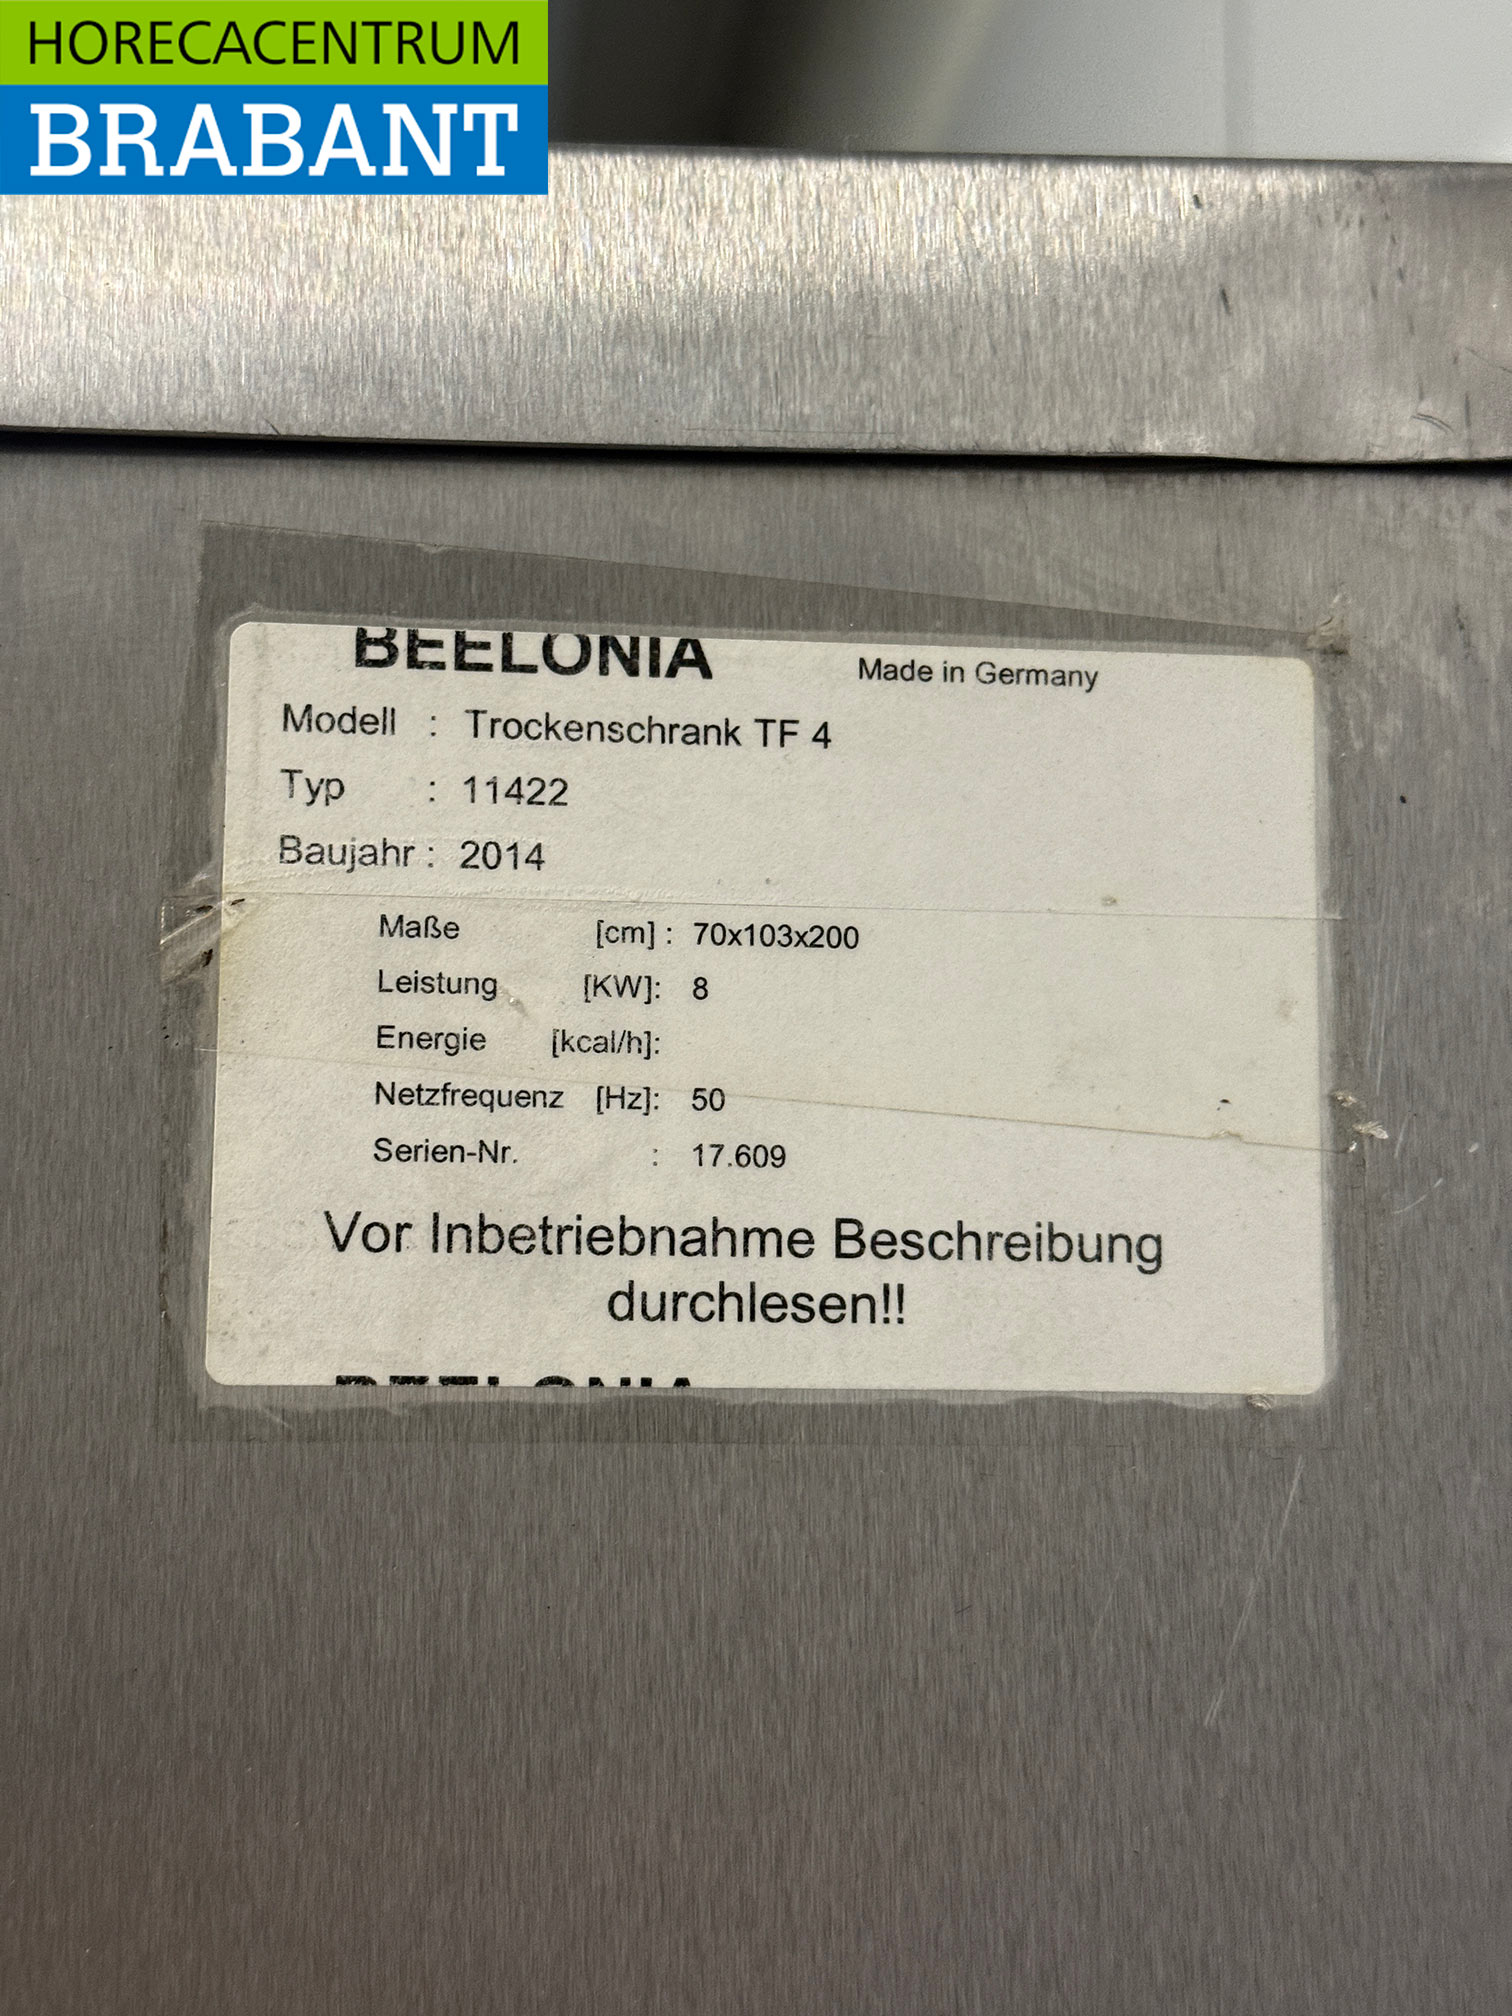 HORECACENTRUM
BRABANT
BEELONIA Made in Germany
Modell : Trockenschrank TF 4
Typ : 11422
Baujahr : 2014
Maße [cm] : 70x103x200
Leistung [KW]: 8
Energie [kcal/h]:
Netzfrequenz [Hz]: 50
Serien-Nr. : 17.609
Vor Inbetriebnahme Beschreibung
durchlesen!!
BEELONIA